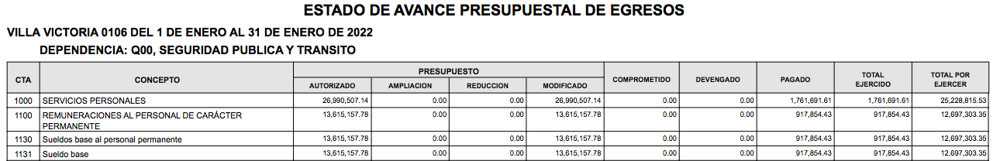 ESTADO DE AVANCE PRESUPUESTAL DE EGRESOS
VILLA VICTORIA 0106 DEL 1 DE ENERO AL 31 DE ENERO DE 2022
DEPENDENCIA: Q00, SEGURIDAD PUBLICA Y TRANSITO
CTA CONCEPTO PRESUPUESTO COMPROMETIDO DEVENGADO PAGADO TOTAL EJERCIDO TOTAL POR EJERCER
AUTORIZADO AMPLIACION REDUCCION MODIFICADO
1000 SERVICIOS PERSONALES 26,990,507.14 0.00 0.00 26,990,507.14 0.00 0.00 1,761,691.61 1,761,691.61 25,228,815.53
1100 REMUNERACIONES AL PERSONAL DE CARÁCTER 13,615,157.78 0.00 0.00 13,615,157.78 0.00 0.00 917,854.43 917,854.43 12,697,303.35
PERMANENTE
1130 Sueldos base al personal permanente 13,615,157.78 0.00 0.00 13,615,157.78 0.00 0.00 917,854.43 917,854.43 12,697,303.35
1131 Sueldo base 13,615,157.78 0.00 0.00 13,615,157.78 0.00 0.00 917,854.43 917,854.43 12,697,303.35